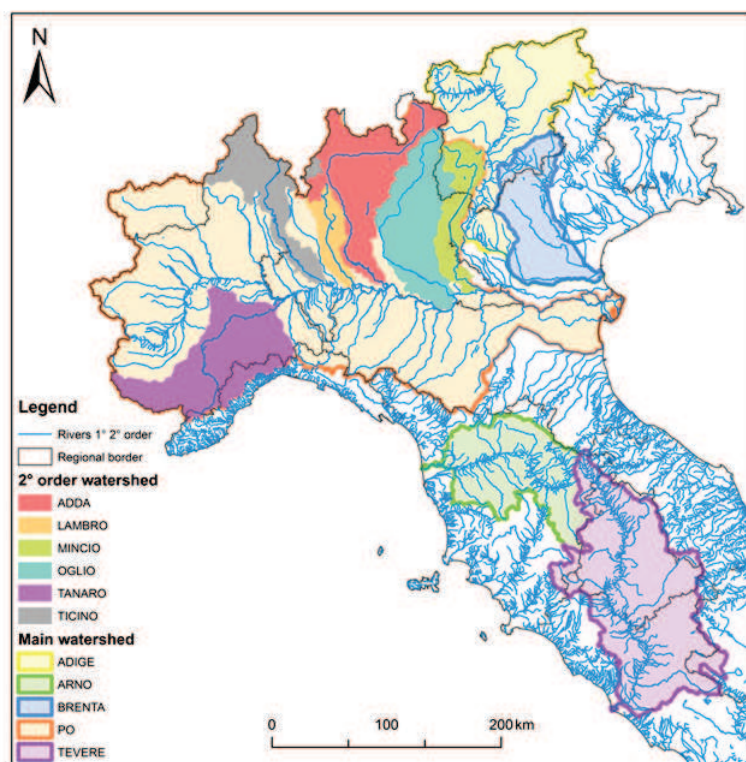 N
Legend
Rivers 1° 2° order
Regional border
2° order watershed
ADDA
LAMBRO
MINCIO
OGLIO
TANARO
TICINO
Main watershed
ADIGE
ARNO
BRENTA
PO
TEVERE
0 100 200 km